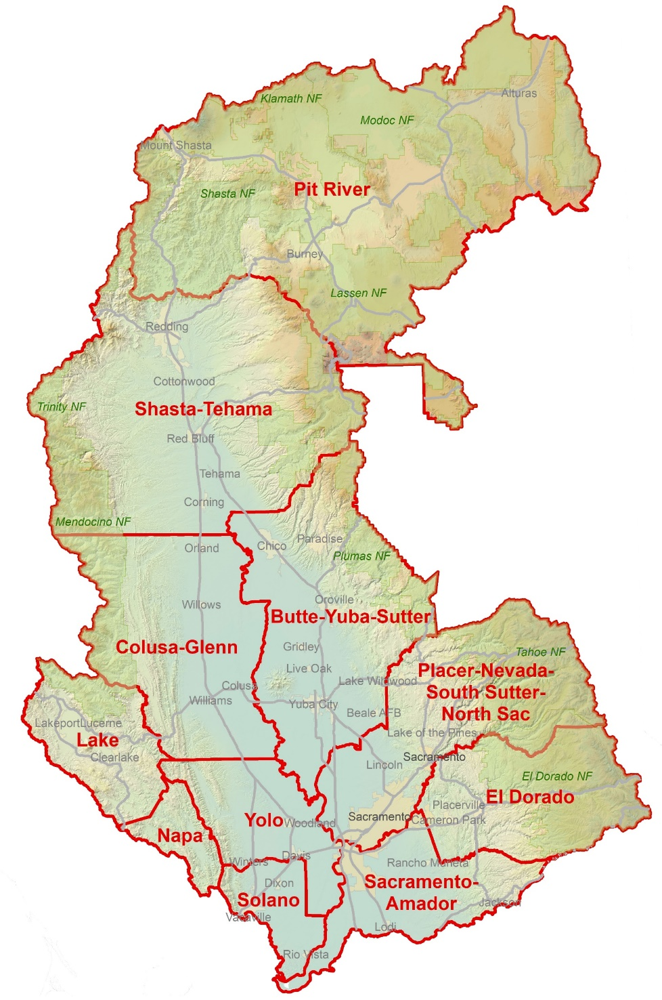 Alturas
Klamath NF
Modoc NF
Mount Shasta
Pit River
Shasta NF
Burney
Lassen NF
Redding
Cottonwood
Trinity NF
Shasta-Tehama
Red Bluff
Tehama
Corning
Mendocino NF
Orland
Chico
Paradise
Plumas NF
Willows
Oroville
Butte-Yuba-Sutter
Colusa-Glenn
Gridley
Tahoe NF
Live Oak
Lake Wildwood
Placer-Nevada-
South Sutter-
North Sac
Colusa
Williams
Yuba City
Beale AFB
Lakeport
Lucerne
Lake
Lake of the Pines
Clearlake
Sacramento
Lincoln
El Dorado NF
El Dorado
Placerville
Yolo
Woodland
Sacramento
Cameron Park
Napa
Davis
Winters
Rancho Murieta
Dixon
Sacramento-
Amador
Solano
Jackson
Vacaville
Lodi
Rio Vista